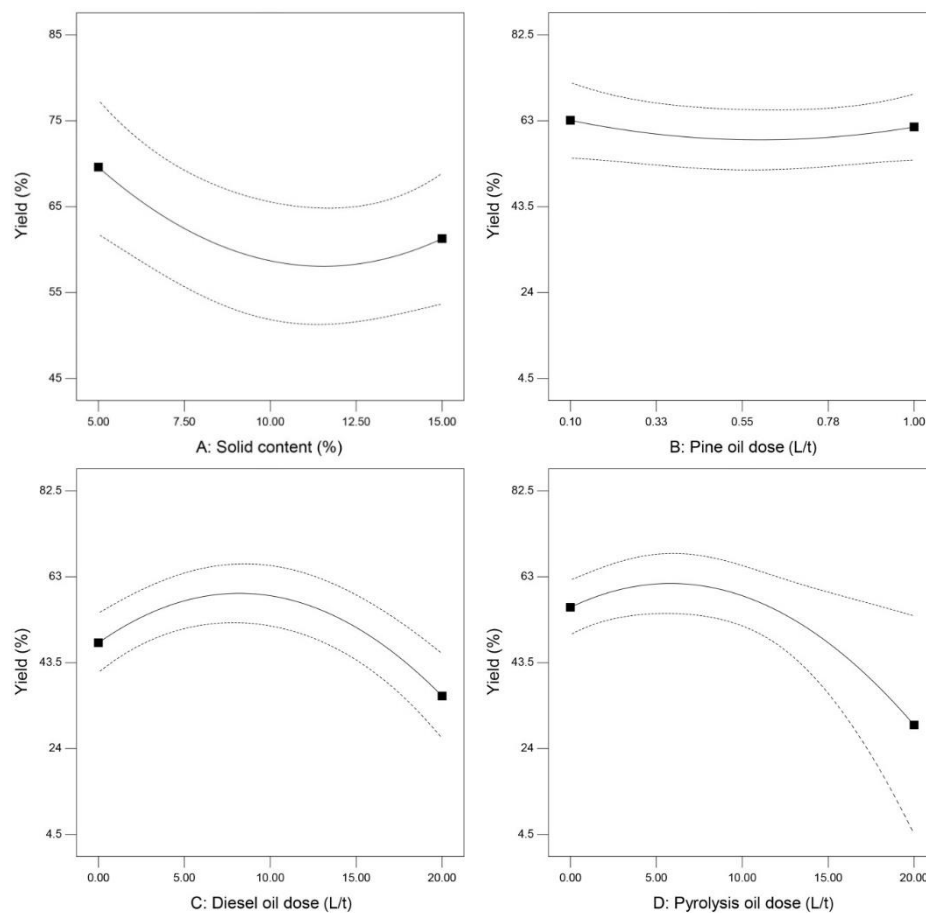 85
75
65
55
45
Yield (%)
5.00 7.50 10.00 12.50 15.00
A: Solid content (%)
82.5
63
43.5
24
4.5
Yield (%)
0.10 0.33 0.55 0.78 1.00
B: Pine oil dose (L/t)
82.5
63
43.5
24
4.5
Yield (%)
0.00 5.00 10.00 15.00 20.00
C: Diesel oil dose (L/t)
82.5
63
43.5
24
4.5
Yield (%)
0.00 5.00 10.00 15.00 20.00
D: Pyrolysis oil dose (L/t)